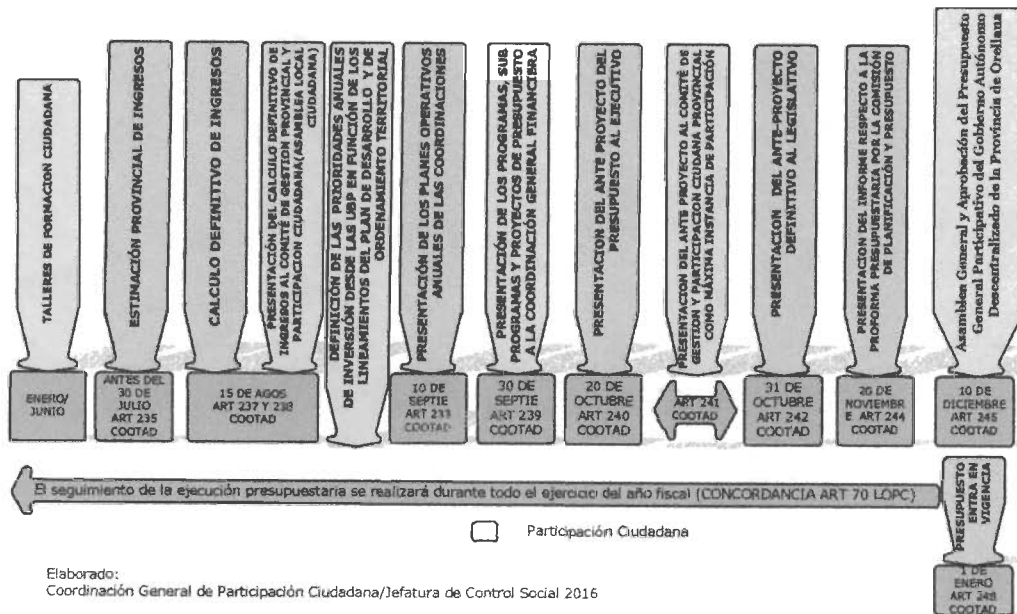 TALLERES DE FORMACION CIUDADANA
ENERO/
JUNIO
ESTIMACIÓN PROVINCIAL DE INGRESOS
ANTES DEL
30 DE
JULIO
ART 235
COOTAD
CALCULO DEFINITIVO DE INGRESOS
PRESENTACIÓN DEL CALCULO DEFINITIVO DE
INGRESOS AL COMITÉ DE GESTION PROVINCIAL Y
PARTICIPACION CIUDADANA(ASAMBLEA LOCAL
CIUDADANA)
15 DE AGOS
ART 237 Y 238
COOTAD
DEFINICIÓN DE LAS PRIORIDADES ANUALES
DE INVERSIÓN DESDE LAS UBP EN FUNCIÓN DE LOS
LINEAMIENTOS DEL PLAN DE DESARROLLO Y DE
ORDENAMIENTO TERRITORIAL
PRESENTACIÓN DE LOS PLANES OPERATIVOS
ANUALES DE LAS COORDINACIONES
10 DE
SEPTIE
ART 233
COOTAD
PRESENTACIÓN DE LOS PROGRAMAS, SUB
PROGRAMAS Y PROYECTOS DE PRESUPUESTO
A LA COORDINACIÓN GENERAL FINANCIERA
30 DE
SEPTIE
ART 239
COOTAD
PRESENTACION DEL ANTE PROYECTO DEL
PRESUPUESTO AL EJECUTIVO
20 DE
OCTUBRE
ART 240
COOTAD
PRESENTACION DEL ANTE PROYECTO AL COMITÉ DE
GESTION Y PARTICIPACION CIUDADANA PROVINCIAL
COMO MÁXIMA INSTANCIA DE PARTICIPACIÓN
ART 241
COOTAD
PRESENTACION DEL ANTE-PROYECTO
DEFINITIVO AL LEGISLATIVO
31 DE
OCTUBRE
ART 242
COOTAD
PRESENTACION DEL INFORME RESPECTO A LA
PROFORMA PRESUPUESTARIA POR LA COMISIÓN
DE PLANIFICACIÓN Y PRESUPUESTO
20 DE
NOVIEMBR
E ART 244
COOTAD
Asamblea General y Aprobación del Presupuesto
General Participativo del Gobierno Autónomo
Descentralizado de la Provincia de Orellana
10 DE
DICIEMBRE
ART 245
COOTAD
El seguimiento de la ejecución presupuestaria se realizará durante todo el ejercicio del año fiscal (CONCORDANCIA ART 70 LOPC)
PRESUPUESTO
ENTRA EN
VIGENCIA
1 DE
ENERO
ART 248
COOTAD
Participación Ciudadana
Elaborado:
Coordinación General de Participación Ciudadana/Jefatura de Control Social 2016